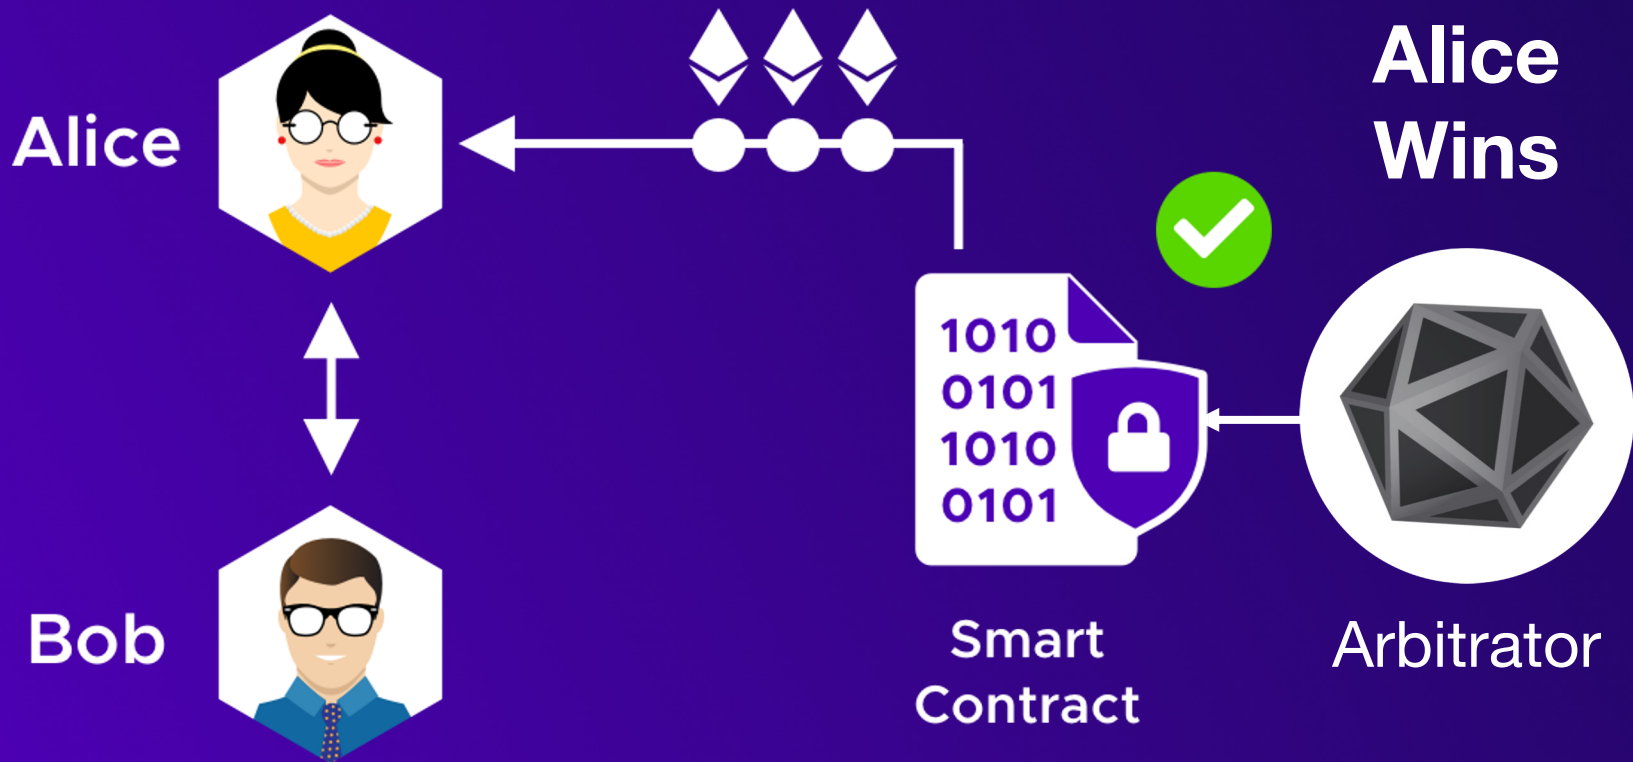 Alice
Alice
Wins
1010
0101
1010
0101
Bob
Smart
Contract
Arbitrator